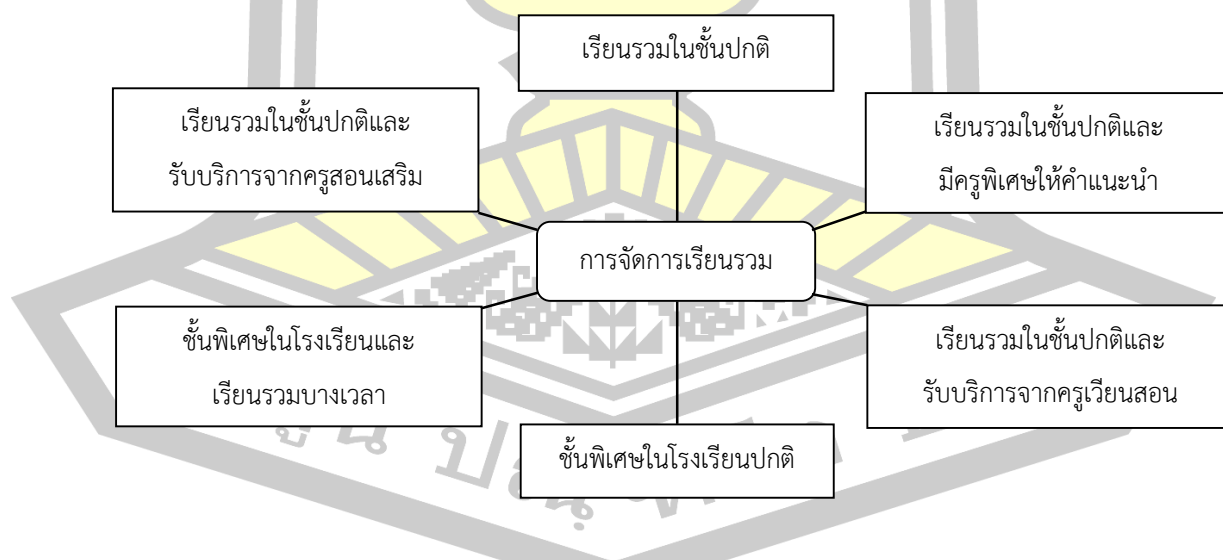 เรียนรวมในชั้นปกติ
เรียนรวมในชั้นปกติและ
รับบริการจากครูสอนเสริม
เรียนรวมในชั้นปกติและ
มีครูพิเศษให้คำแนะนำ
การจัดการเรียนรวม
ชั้นพิเศษในโรงเรียนและ
เรียนรวมบางเวลา
เรียนรวมในชั้นปกติและ
รับบริการจากครูเวียนสอน
ชั้นพิเศษในโรงเรียนปกติ